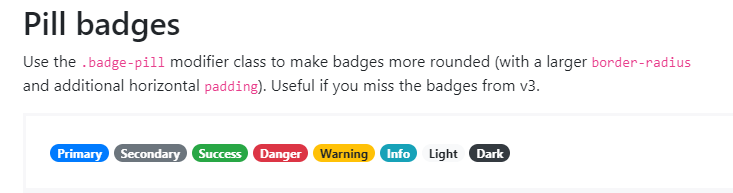 Pill badges
Use the .badge-pill modifier class to make badges more rounded (with a larger border-radius
and additional horizontal padding). Useful if you miss the badges from v3.
Primary Secondary Success Danger Warning Info Light Dark